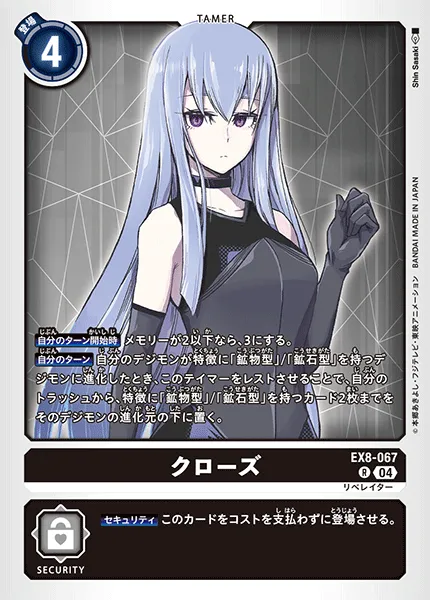 TAMER
登場
4
Shin Sasaki
©本郷あきよし・フジテレビ・東映アニメーション BANDAI MADE IN JAPAN
自分のターン開始時 メモリーが2以下なら、3にする。
自分のターン 自分のデジモンが特徴に「鉱物型」/「鉱石型」を持つデ
ジモンに進化したとき、このテイマーをレストさせることで、自分の
トラッシュから、特徴に「鉱物型」/「鉱石型」を持つカード2枚までを
そのデジモンの進化元の下に置く。
クローズ
EX8-067
R 04
リベレイター
セキュリティ このカードをコストを支払わずに登場させる。
SECURITY